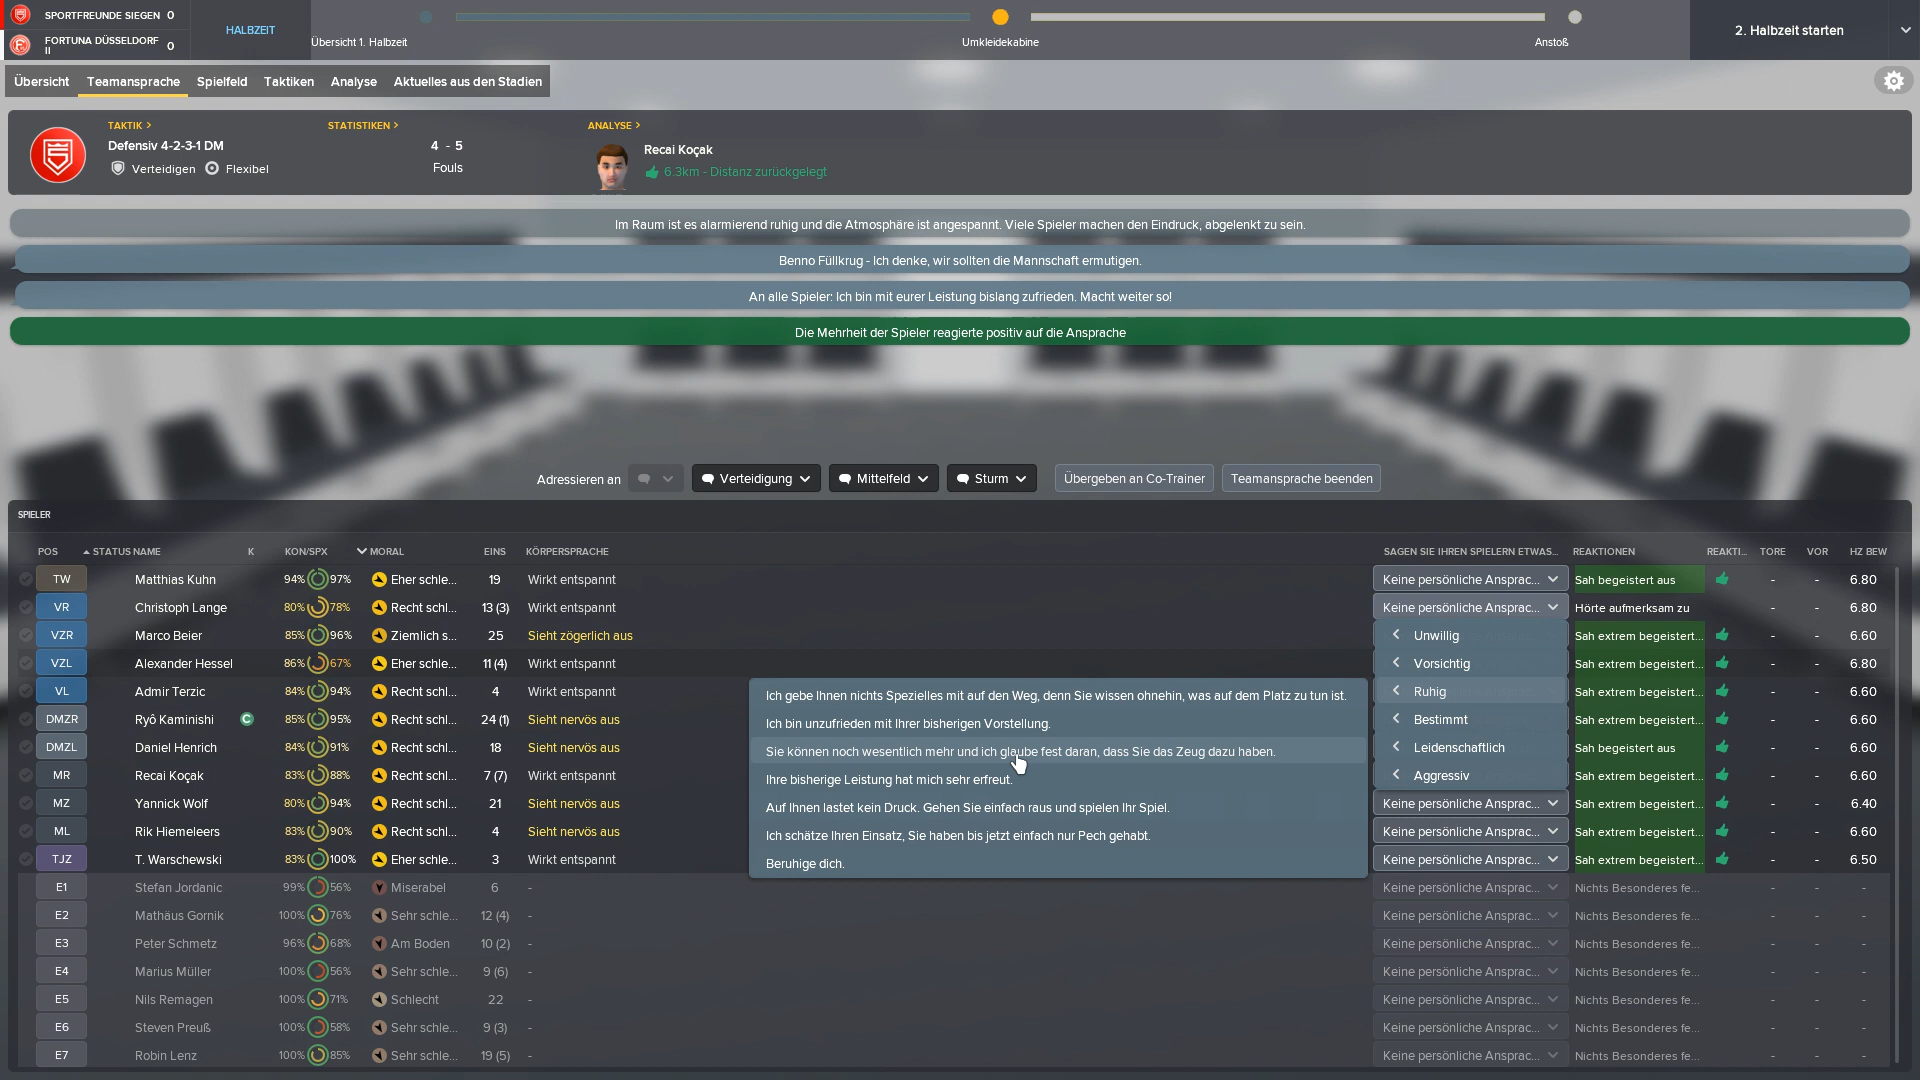 SPORTFREUNDE SIEGEN 0
FORTUNA DÜSSELDORF II 0
HALBZEIT
Übersicht 1. Halbzeit
Umkleidekabine
Anstoß
2. Halbzeit starten
Übersicht Teamansprache Spielfeld Taktiken Analyse Aktuelles aus den Stadien
TAKTIK >
Defensiv 4-2-3-1 DM
Verteidigen Flexibel
STATISTIKEN >
4 - 5
Fouls
ANALYSE >
Recai Koçak
6.3km - Distanz zurückgelegt
Im Raum ist es alarmierend ruhig und die Atmosphäre ist angespannt. Viele Spieler machen den Eindruck, abgelenkt zu sein.
Benno Füllkrug - Ich denke, wir sollten die Mannschaft ermutigen.
An alle Spieler: Ich bin mit eurer Leistung bislang zufrieden. Macht weiter so!
Die Mehrheit der Spieler reagierte positiv auf die Ansprache
Adressieren an Verteidigung Mittelfeld Sturm Übergeben an Co-Trainer Teamansprache beenden
SPIELER
POS STATUS NAME K KON/SPX MORAL EINS KÖRPERSPRACHE SAGEN SIE IHREN SPIELERN ETWAS... REAKTIONEN REAKTI... TORE VOR HZ BEW
TW Matthias Kuhn 94% 97% Eher schle... 19 Wirkt entspannt Keine persönliche Ansprac... Sah begeistert aus - - 6.80
VR Christoph Lange 80% 78% Recht schl... 13 (3) Wirkt entspannt Keine persönliche Ansprac... Hörte aufmerksam zu - - 6.80
VZR Marco Beier 85% 96% Ziemlich s... 25 Sieht zögerlich aus Unwillig Sah extrem begeistert... - - 6.60
VZL Alexander Hessel 86% 67% Eher schle... 11 (4) Wirkt entspannt Vorsichtig Sah extrem begeistert... - - 6.80
VL Admir Terzic 84% 94% Recht schl... 4 Wirkt entspannt Ich gebe Ihnen nichts Spezielles mit auf den Weg, denn Sie wissen ohnehin, was auf dem Platz zu tun ist. Ruhig Sah extrem begeistert... - - 6.60
DMZR Ryô Kaminishi C 85% 95% Recht schl... 24 (1) Sieht nervös aus Ich bin unzufrieden mit Ihrer bisherigen Vorstellung. Bestimmt Sah extrem begeistert... - - 6.60
DMZL Daniel Henrich 84% 91% Recht schl... 18 Sieht nervös aus Sie können noch wesentlich mehr und ich glaube fest daran, dass Sie das Zeug dazu haben. Leidenschaftlich Sah begeistert aus - - 6.60
MR Recai Koçak 83% 88% Recht schl... 7 (7) Wirkt entspannt Ihre bisherige Leistung hat mich sehr erfreut. Aggressiv Sah extrem begeistert... - - 6.60
MZ Yannick Wolf 80% 94% Recht schl... 21 Sieht nervös aus Auf Ihnen lastet kein Druck. Gehen Sie einfach raus und spielen Ihr Spiel. Keine persönliche Ansprac... Sah extrem begeistert... - - 6.40
ML Rik Hiemeleers 83% 90% Recht schl... 4 Sieht nervös aus Ich schätze Ihren Einsatz, Sie haben bis jetzt einfach nur Pech gehabt. Keine persönliche Ansprac... Sah extrem begeistert... - - 6.60
TJZ T. Warschewski 83% 100% Eher schle... 3 Wirkt entspannt Beruhige dich. Keine persönliche Ansprac... Sah extrem begeistert... - - 6.50
E1 Stefan Jordanic 99% 56% Miserabel 6 - Keine persönliche Ansprac... Nichts Besonderes fe... - - -
E2 Mathäus Gornik 100% 76% Sehr schle... 12 (4) - Keine persönliche Ansprac... Nichts Besonderes fe... - - -
E3 Peter Schmetz 96% 68% Am Boden 10 (2) - Keine persönliche Ansprac... Nichts Besonderes fe... - - -
E4 Marius Müller 100% 56% Sehr schle... 9 (6) - Keine persönliche Ansprac... Nichts Besonderes fe... - - -
E5 Nils Remagen 100% 71% Schlecht 22 - Keine persönliche Ansprac... Nichts Besonderes fe... - - -
E6 Steven Preuß 100% 58% Sehr schle... 9 (3) - Keine persönliche Ansprac... Nichts Besonderes fe... - - -
E7 Robin Lenz 100% 85% Sehr schle... 19 (5) - Keine persönliche Ansprac... Nichts Besonderes fe... - - -